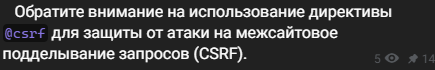 Обратите внимание на использование директивы
@csrf для защиты от атаки на межсайтовое
подделывание запросов (CSRF).
5 14